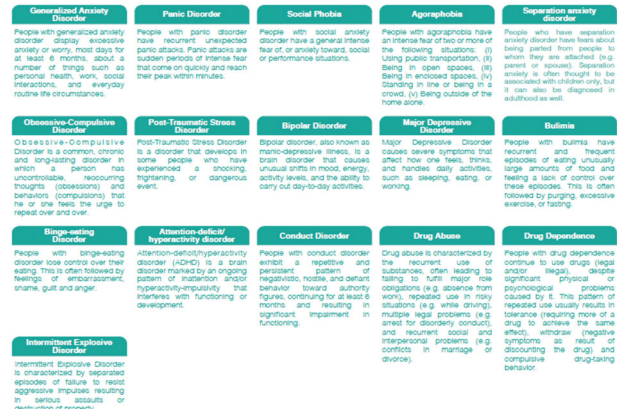 Generalized Anxiety
Disorder
People with generalized anxiety
disorder display excessive
anxiety or worry, most days for
at least 6 months, about a
number of things such as
personal health, work, social
interactions, and everyday
routine life circumstances.
Panic Disorder
People with panic disorder
have recurrent unexpected
panic attacks. Panic attacks are
sudden periods of intense fear
that come on quickly and reach
their peak within minutes.
Social Phobia
People with social anxiety
disorder have a general intense
fear of, or anxiety toward, social
or performance situations.
Agoraphobia
People with agoraphobia have
an intense fear of two or more of
the following situations: (I)
Using public transportation, (II)
Being in open spaces, (III)
Being in enclosed spaces, (IV)
Standing in line or being in a
crowd, (V) Being outside of the
home alone.
Separation anxiety
disorder
People who have separation
anxiety disorder have fears about
being parted from people to
whom they are attached (e.g.
parent or spouse). Separation
anxiety is often thought to be
associated with children only, but
it can also be diagnosed in
adulthood as well.
Obsessive-Compulsive
Disorder
Obsessive-Compulsive
Disorder is a common, chronic
and long-lasting disorder in
which a person has
uncontrollable, reoccurring
thoughts (obsessions) and
behaviors (compulsions) that
he or she feels the urge to
repeat over and over.
Post-Traumatic Stress
Disorder
Post-Traumatic Stress Disorder
is a disorder that develops in
some people who have
experienced a shocking,
frightening, or dangerous
event.
Bipolar Disorder
Bipolar disorder, also known as
manic-depressive illness, is a
brain disorder that causes
unusual shifts in mood, energy,
activity levels, and the ability to
carry out day-to-day activities.
Major Depressive
Disorder
Major Depressive Disorder
causes severe symptoms that
affect how one feels, thinks,
and handles daily activities,
such as sleeping, eating, or
working.
Bulimia
People with bulimia have
recurrent and frequent
episodes of eating unusually
large amounts of food and
feeling a lack of control over
these episodes. This is often
followed by purging, excessive
exercise, or fasting.
Binge-eating
Disorder
People with binge-eating
disorder lose control over their
eating. This is often followed by
feelings of embarrassment,
shame, guilt and anger.
Attention-deficit/
hyperactivity disorder
Attention-deficit/hyperactivity
disorder (ADHD) is a brain
disorder marked by an ongoing
pattern of inattention and/or
hyperactivity-impulsivity that
interferes with functioning or
development.
Conduct Disorder
People with conduct disorder
exhibit a repetitive and
persistent pattern of
negativistic, hostile, and defiant
behavior toward authority
figures, continuing for at least 6
months and resulting in
significant impairment in
functioning.
Drug Abuse
Drug abuse is characterized by
the recurrent use of
substances, often leading to
failing to fulfill major role
obligations (e.g. absence from
work), repeated use in risky
situations (e.g. while driving),
multiple legal problems (e.g.
arrest for disorderly conduct),
and recurrent social and
interpersonal problems (e.g.
conflicts in marriage or
divorce).
Drug Dependence
People with drug dependence
continue to use drugs (legal
and/or illegal), despite
significant physical or
psychological problems
caused by it. This pattern of
repeated use usually results in
tolerance (requiring more of a
drug to achieve the same
effect), withdraw (negative
symptoms as result of
discounting the drug) and
compulsive drug-taking
behavior.
Intermittent Explosive
Disorder
Intermittent Explosive Disorder
is characterized by separated
episodes of failure to resist
aggressive impulses resulting
in serious assaults or
destruction of property.